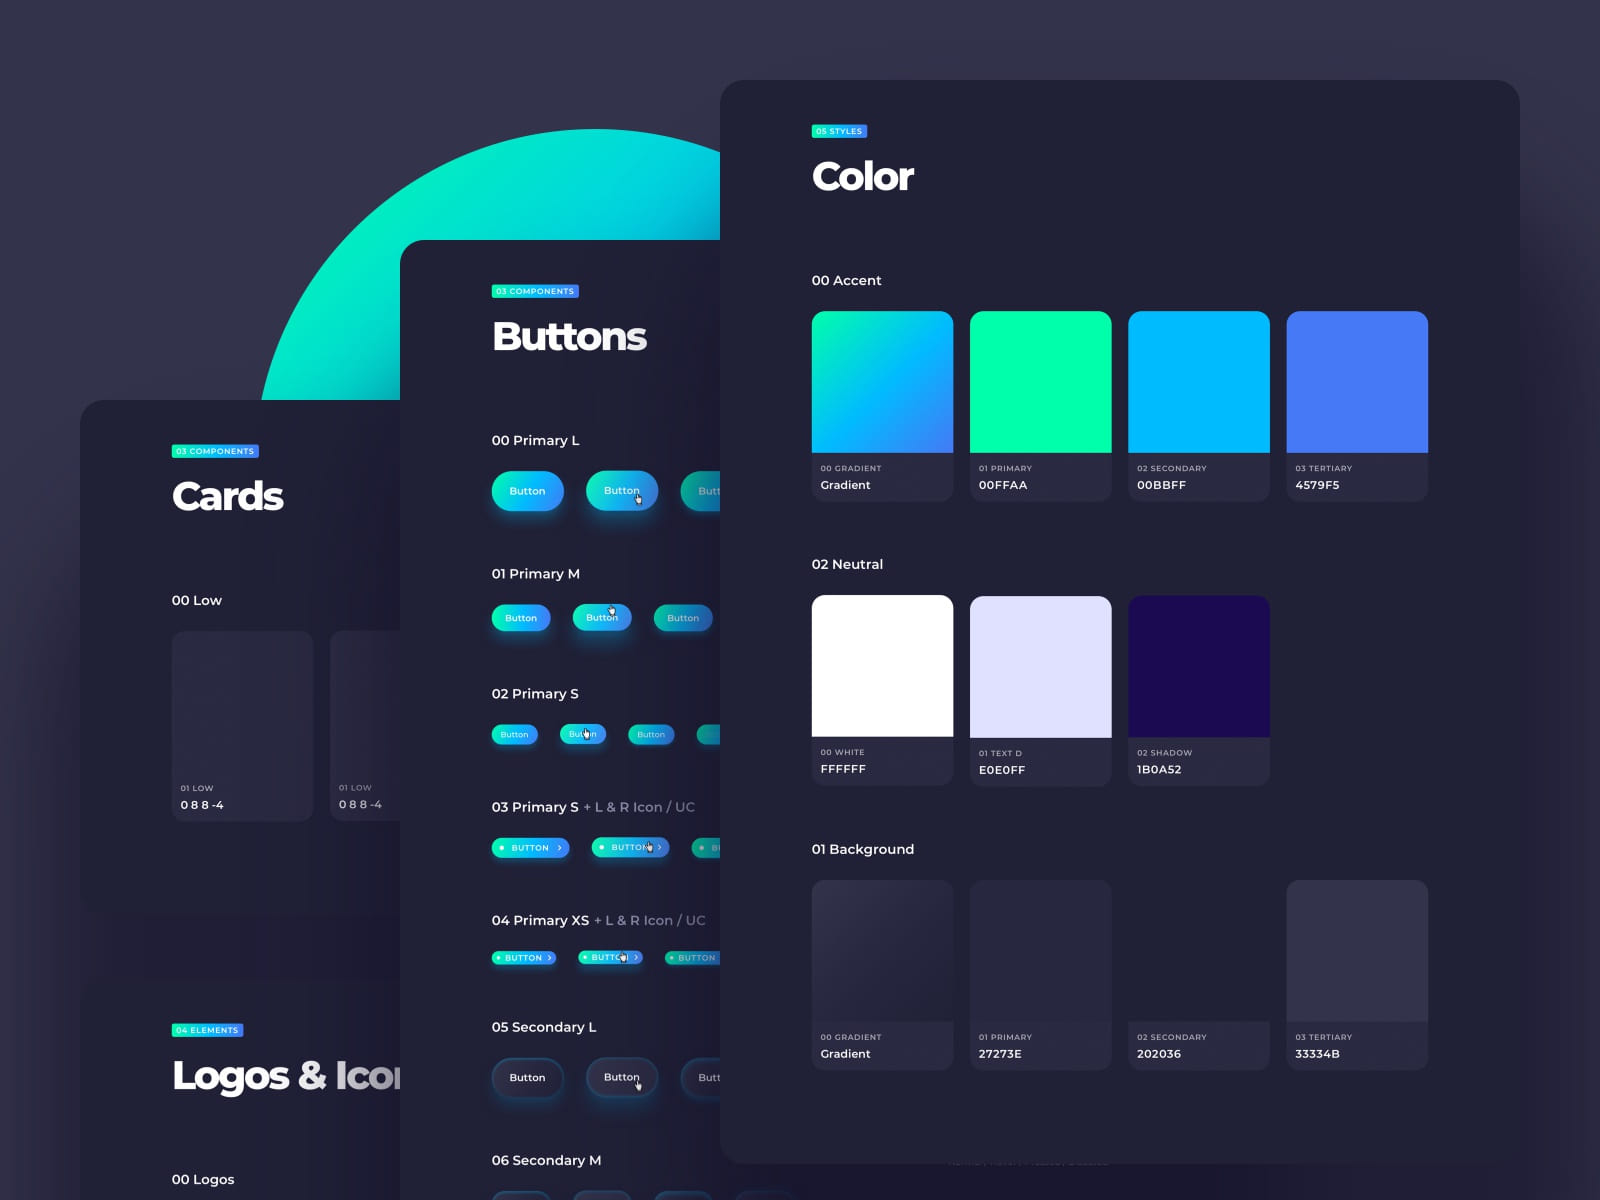 05 STYLES
Color
00 Accent
00 GRADIENT
Gradient
01 PRIMARY
00FFAA
02 SECONDARY
00BBFF
03 TERTIARY
4579F5
02 Neutral
00 WHITE
FFFFFF
01 TEXT D
E0E0FF
02 SHADOW
1B0A52
01 Background
00 GRADIENT
Gradient
01 PRIMARY
27273E
02 SECONDARY
202036
03 TERTIARY
33334B
03 COMPONENTS
Buttons
00 Primary L
Button Button
01 Primary M
Button Button Button
02 Primary S
Button Button Button
03 Primary S + L & R Icon / UC
BUTTON BUTTON
04 Primary XS + L & R Icon / UC
BUTTON BUTTON BUTTON
05 Secondary L
Button Button
06 Secondary M
03 COMPONENTS
Cards
00 Low
01 LOW
0 8 8 -4
01 LOW
0 8 8 -4
04 ELEMENTS
Logos &
00 Logos